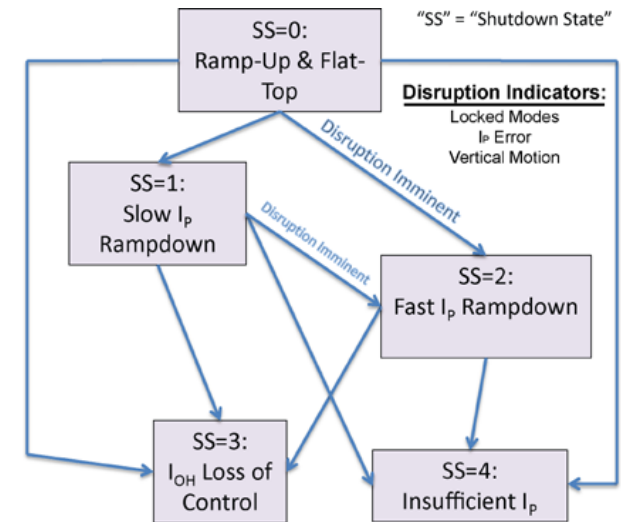 SS=0:
Ramp-Up & Flat-
Top
“SS” = “Shutdown State”
Disruption Indicators:
Locked Modes
IP Error
Vertical Motion
Disruption Imminent
SS=1:
Slow IP
Rampdown
Disruption Imminent
SS=2:
Fast IP Rampdown
SS=3:
IOH Loss of
Control
SS=4:
Insufficient IP